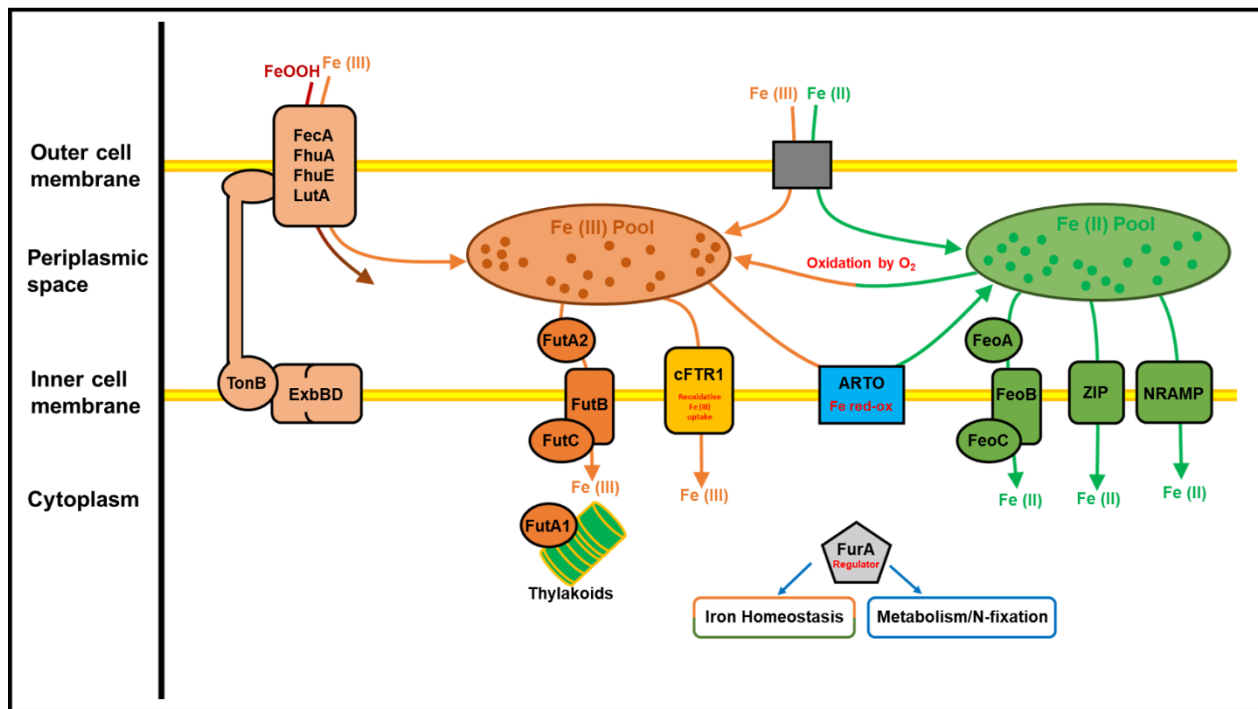 Outer cell
membrane
Periplasmic
space
Inner cell
membrane
Cytoplasm
FeOOH
Fe (III)
FecA
FhuA
FhuE
LutA
TonB
ExbBD
Fe (III)
Fe (II)
Fe (III) Pool
Oxidation by O₂
Fe (II) Pool
FutA2
FutB
FutC
Fe (III)
cFTR1
Reoxidative
Fe (III)
uptake
Fe (III)
ARTO
Fe red-ox
FeoA
FeoB
FeoC
Fe (II)
ZIP
Fe (II)
NRAMP
Fe (II)
FutA1
Thylakoids
FurA
Regulator
Iron Homeostasis
Metabolism/N-fixation